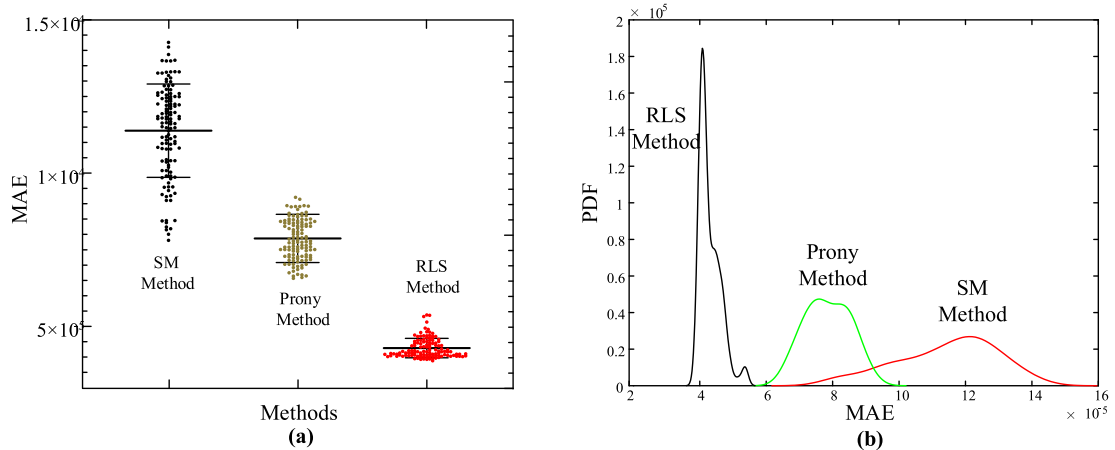 1.5×10
1×10
5×10
MAE
SM
Method
Prony
Method
RLS
Method
Methods
(a)
× 10⁵
2
1.8
1.6
1.4
1.2
1
0.8
0.6
0.4
0.2
0
PDF
RLS
Method
Prony
Method
SM
Method
2 4 6 8 10 12 14 16
MAE
× 10⁻⁵
(b)